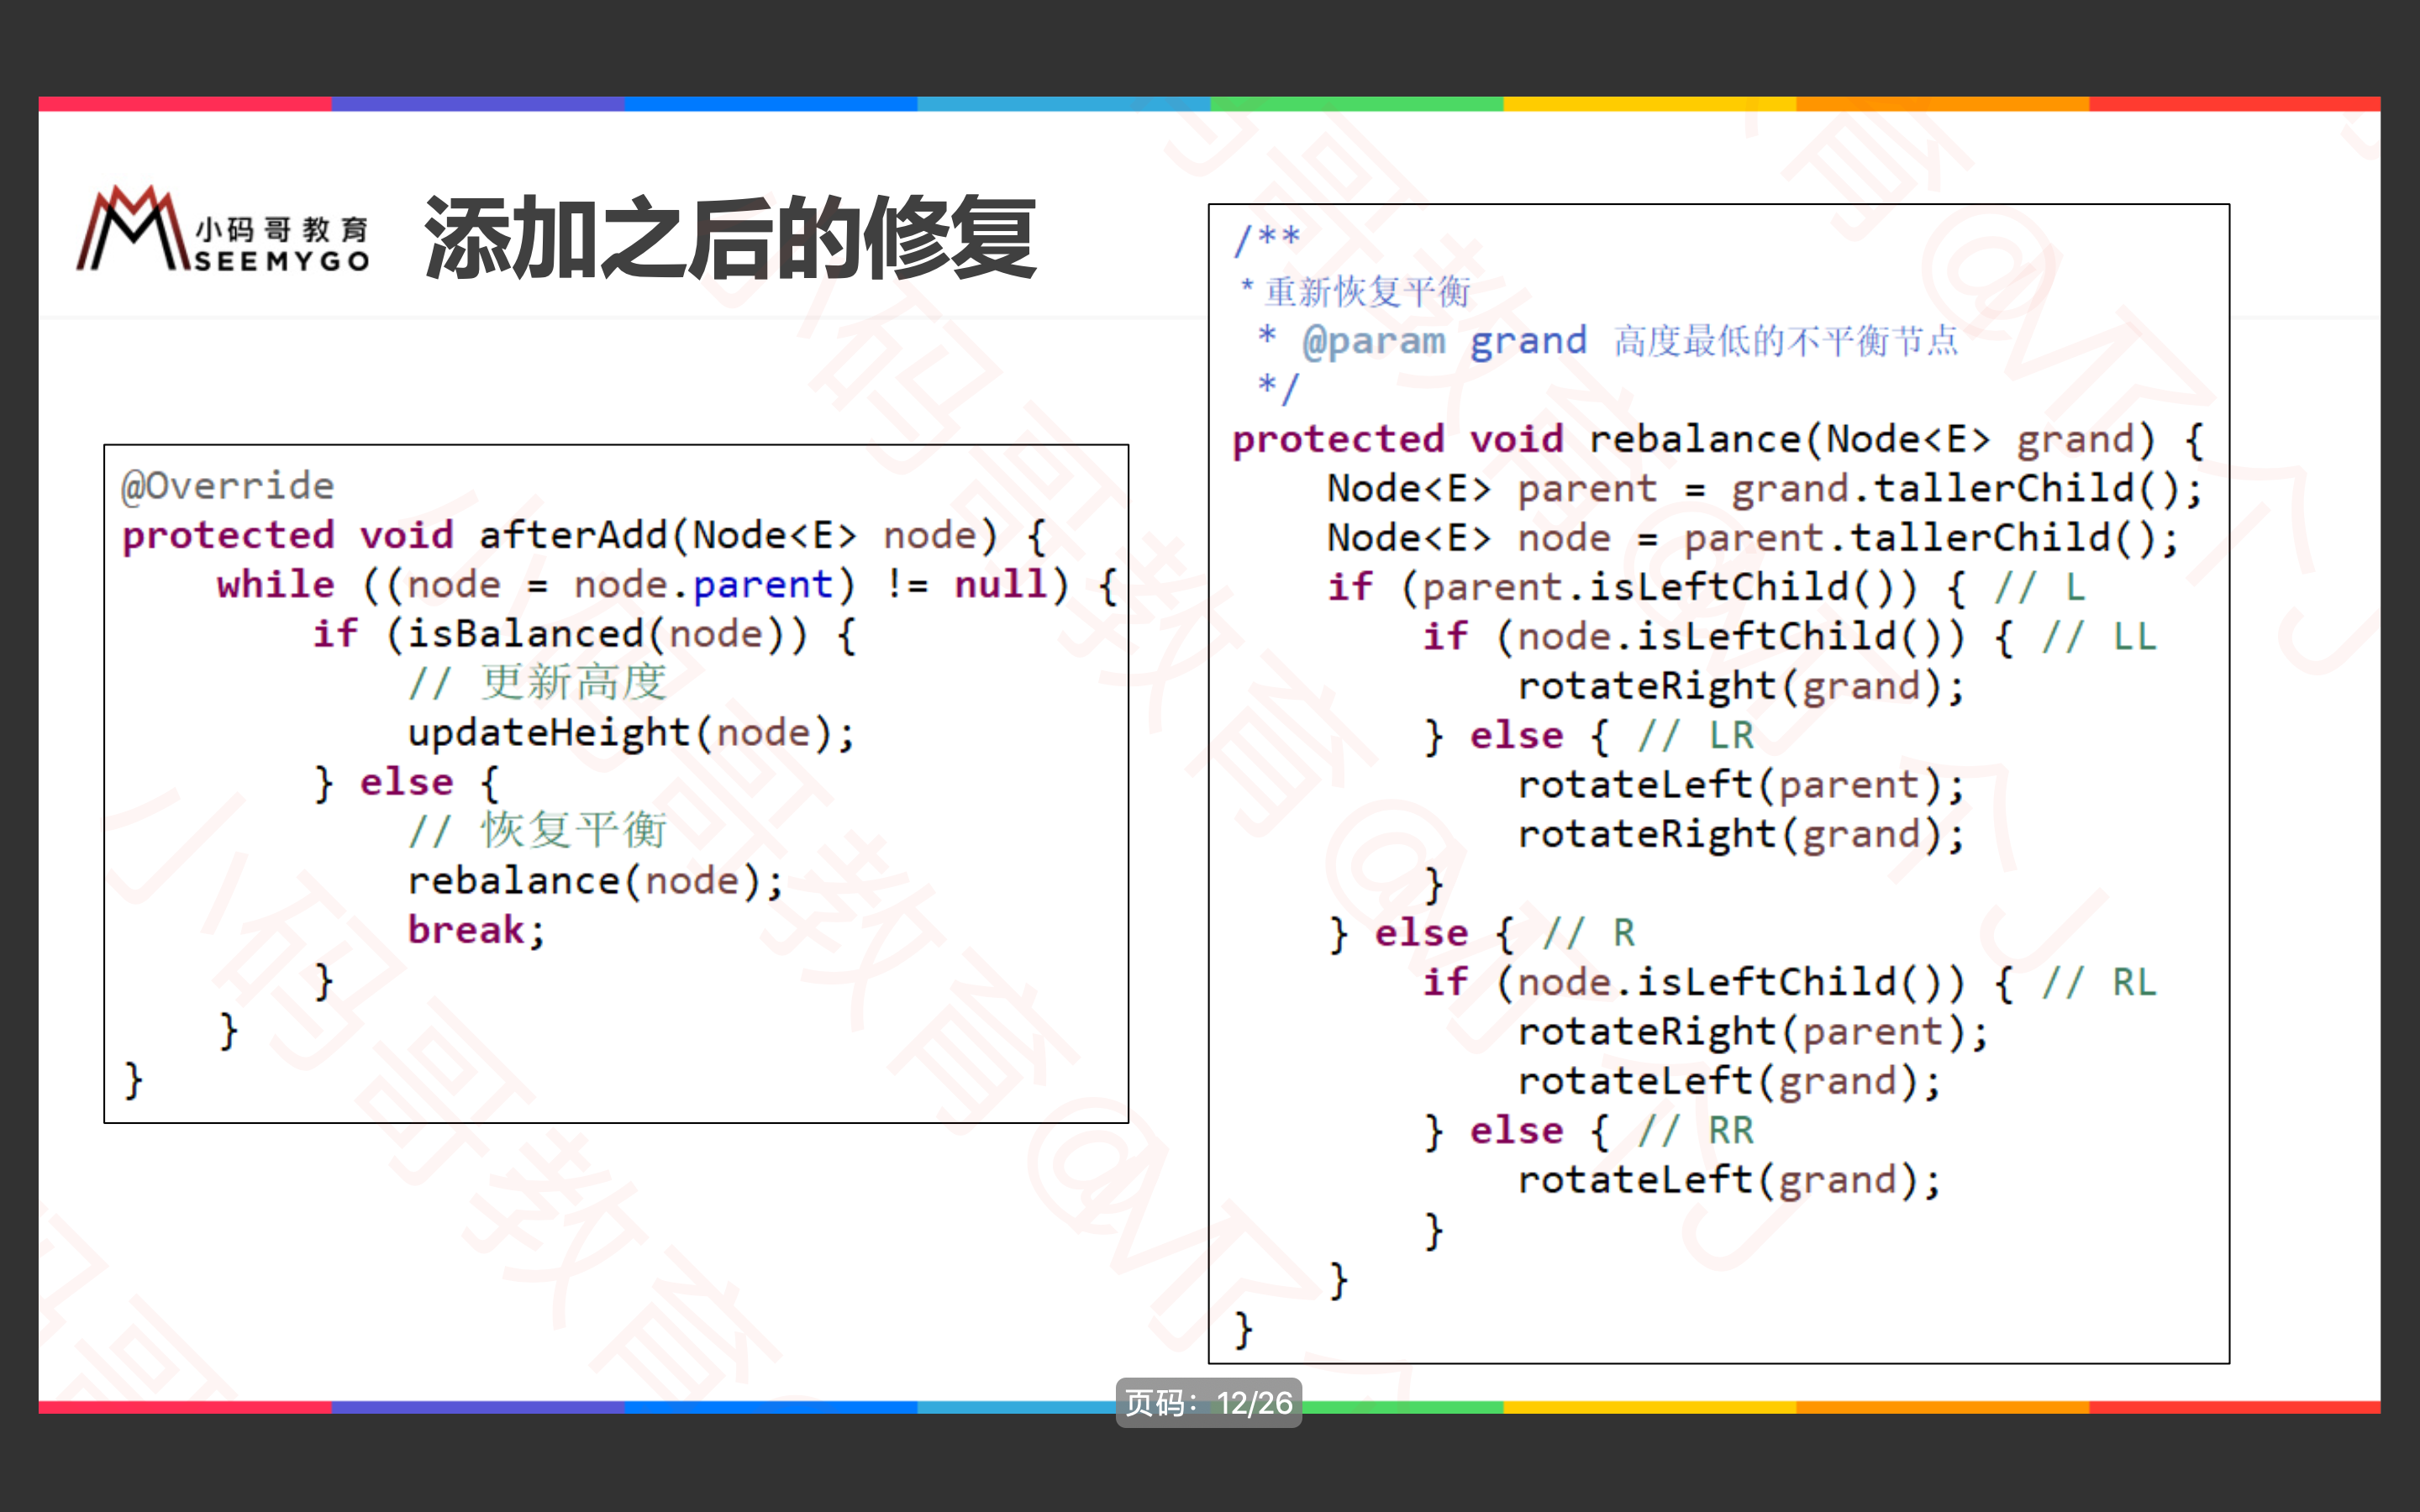 小码哥教育
SEEMYGO
添加之后的修复
@Override
protected void afterAdd(Node<E> node) {
    while ((node = node.parent) != null) {
        if (isBalanced(node)) {
            // 更新高度
            updateHeight(node);
        } else {
            // 恢复平衡
            rebalance(node);
            break;
        }
    }
}
/**
* 重新恢复平衡
 * @param grand 高度最低的不平衡节点
 */
protected void rebalance(Node<E> grand) {
    Node<E> parent = grand.tallerChild();
    Node<E> node = parent.tallerChild();
    if (parent.isLeftChild()) { // L
        if (node.isLeftChild()) { // LL
            rotateRight(grand);
        } else { // LR
            rotateLeft(parent);
            rotateRight(grand);
        }
    } else { // R
        if (node.isLeftChild()) { // RL
            rotateRight(parent);
            rotateLeft(grand);
        } else { // RR
            rotateLeft(grand);
        }
    }
}
页码：12/26